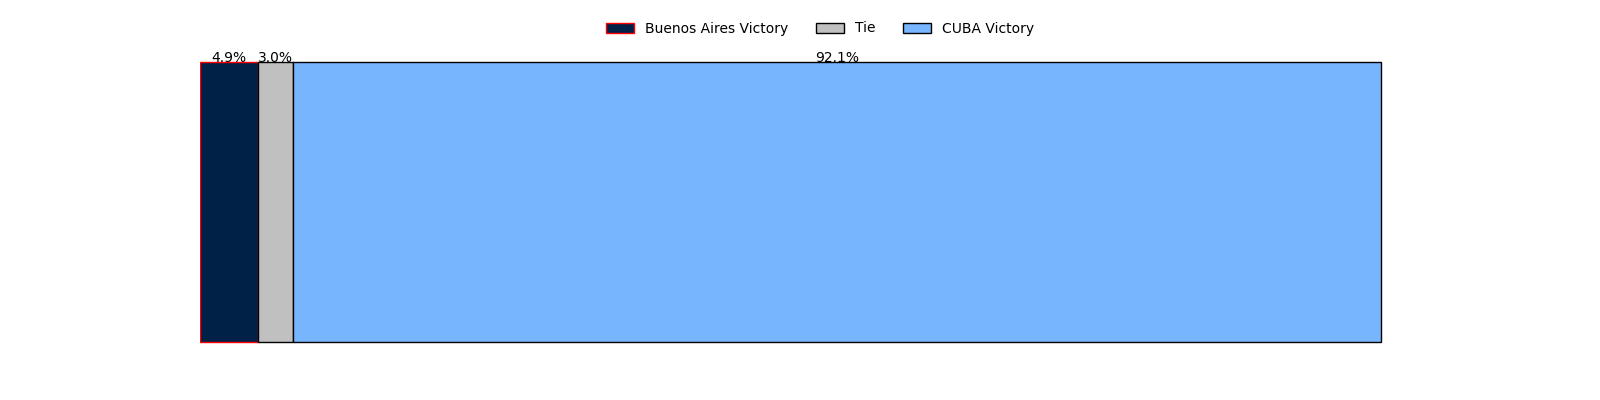 Buenos Aires Victory Tie CUBA Victory
4.9% 3.0% 92.1%